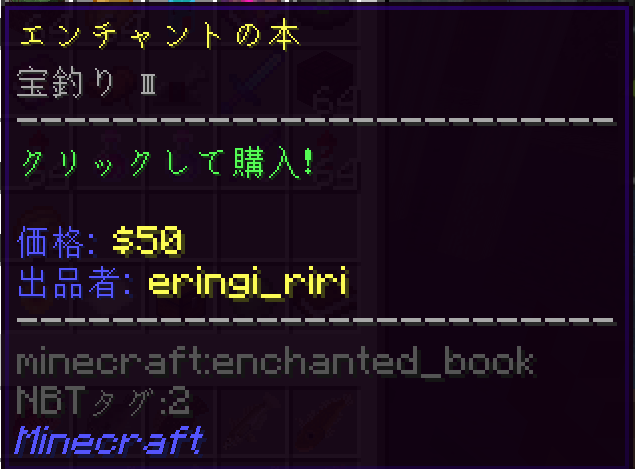 エンチャントの本
宝釣り Ⅲ
クリックして購入!
価格: $50
出品者: eringi_riri
minecraft:enchanted_book
NBTタグ:2
Minecraft